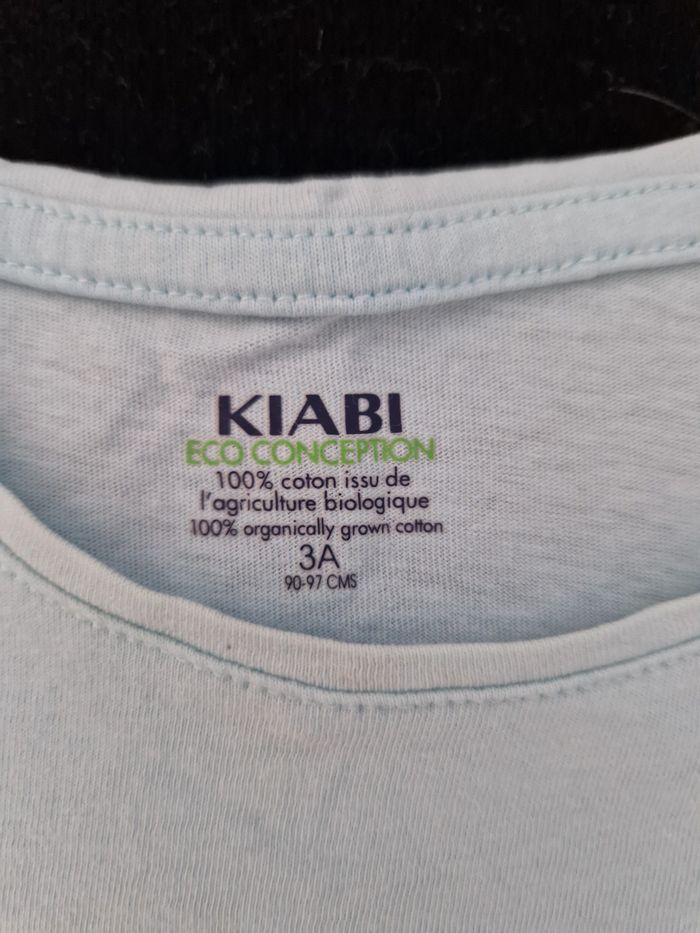 KIABI
ECO CONCEPTION
100% coton issu de
l'agriculture biologique
100% organically grown cotton
3A
90-97 CMS